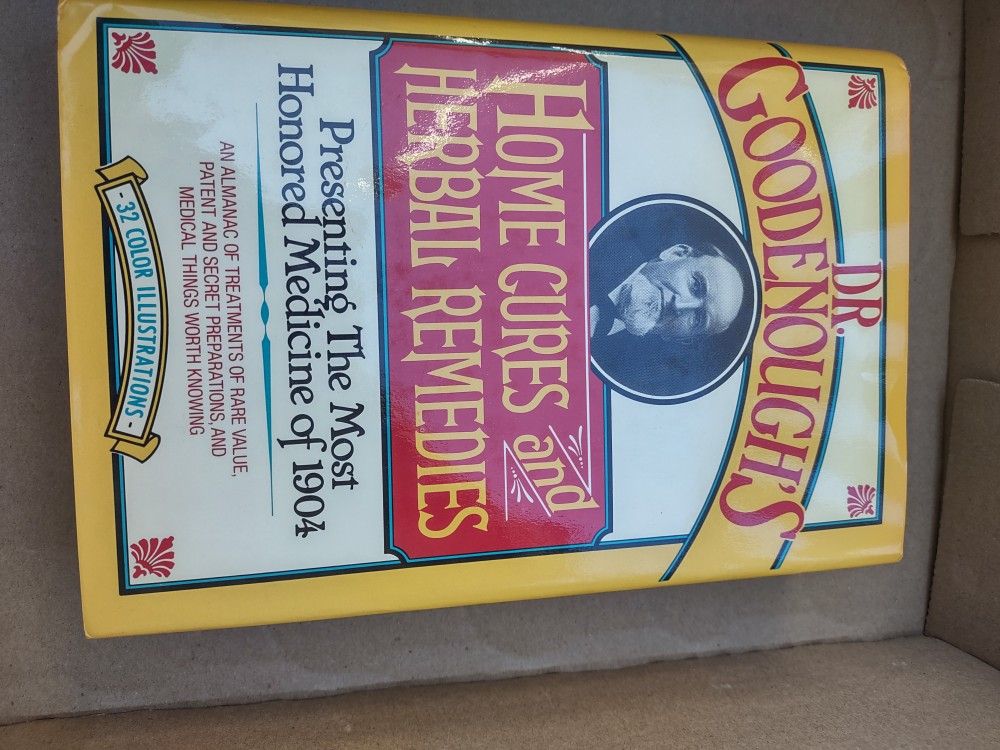 DR.
GOODENOUGH'S
HOME CURES and
HERBAL REMEDIES
Presenting The Most
Honored Medicine of 1904
AN ALMANAC OF TREATMENTS OF RARE VALUE,
PATENT AND SECRET PREPARATIONS, AND
MEDICAL THINGS WORTH KNOWING
- 32 COLOR ILLUSTRATIONS -